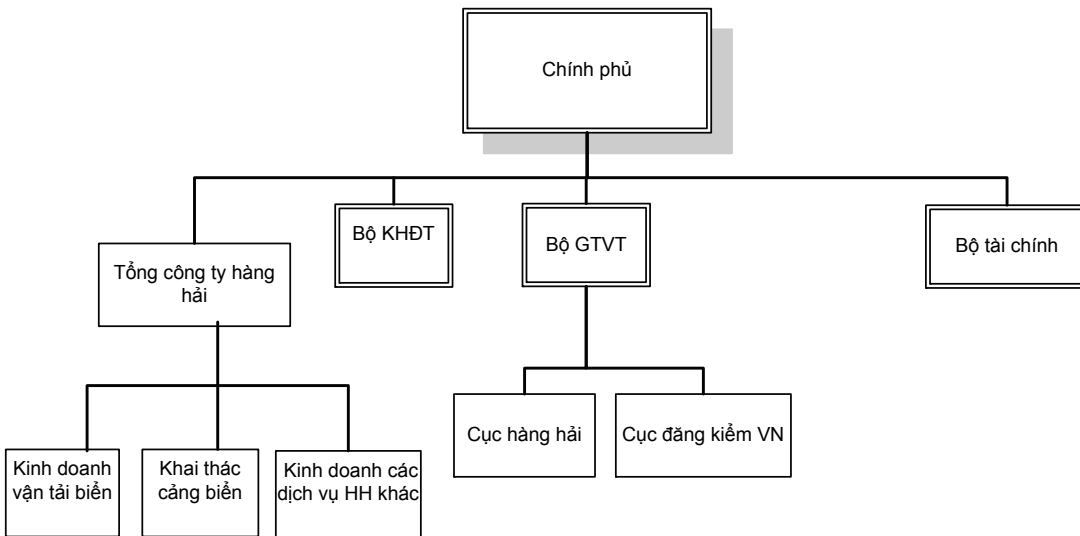 Chính phủ
Bộ KHĐT
Bộ GTVT
Bộ tài chính
Tổng công ty hàng
hải
Cục hàng hải
Cục đăng kiểm VN
Kinh doanh
vận tải biển
Khai thác
cảng biển
Kinh doanh các
dịch vụ HH khác